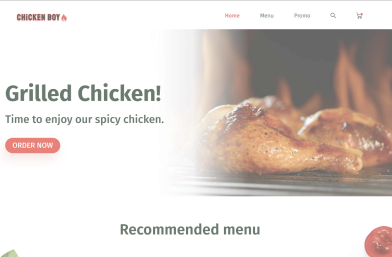 CHICKEN BOY
Home Menu Promo
Grilled Chicken!
Time to enjoy our spicy chicken.
ORDER NOW
Recommended menu